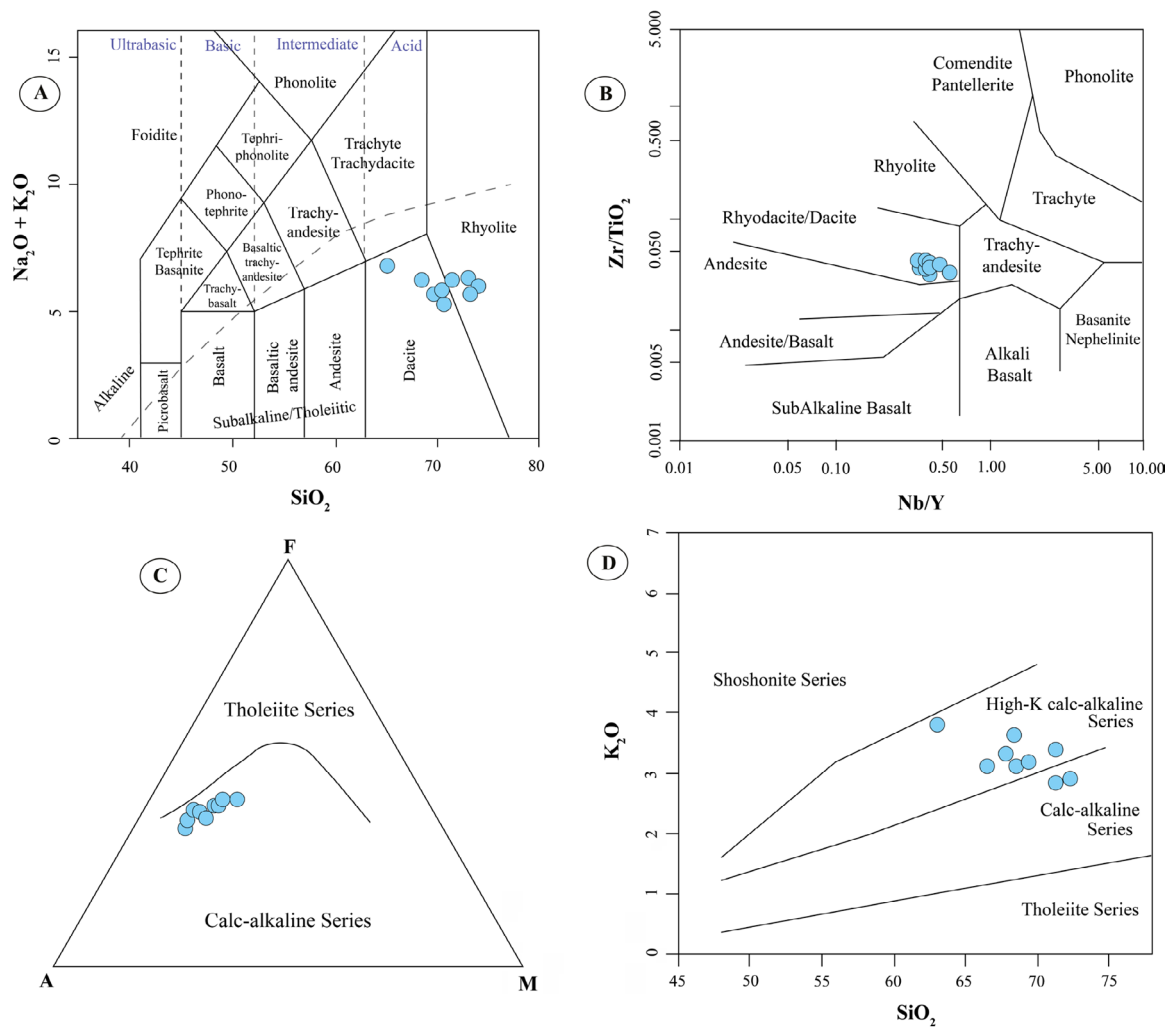 A
Ultrabasic
Basic
Intermediate
Acid
Phonolite
Foidite
Tephri-
phonolite
Trachyte
Trachydacite
Phono-
tephrite
Trachy-
andesite
Rhyolite
Tephrite
Basanite
Basaltic
trachy-
andesite
Trachy-
basalt
Alkaline
Picrobasalt
Basalt
Basaltic
andesite
Andesite
Dacite
Subalkaline/Tholeiitic
15
10
5
0
40
50
60
70
80
Na₂O + K₂O
SiO₂
B
Comendite
Pantellerite
Phonolite
Rhyolite
Trachyte
Rhyodacite/Dacite
Trachy-
andesite
Andesite
Andesite/Basalt
Basanite
Nephelinite
Alkali
Basalt
SubAlkaline Basalt
5.000
0.500
0.050
0.005
0.001
0.01
0.05
0.10
0.50
1.00
5.00
10.00
Zr/TiO₂
Nb/Y
C
F
Tholeiite Series
Calc-alkaline Series
A
M
D
Shoshonite Series
High-K calc-alkaline
Series
Calc-alkaline
Series
Tholeiite Series
7
6
5
4
3
2
1
0
45
50
55
60
65
70
75
K₂O
SiO₂